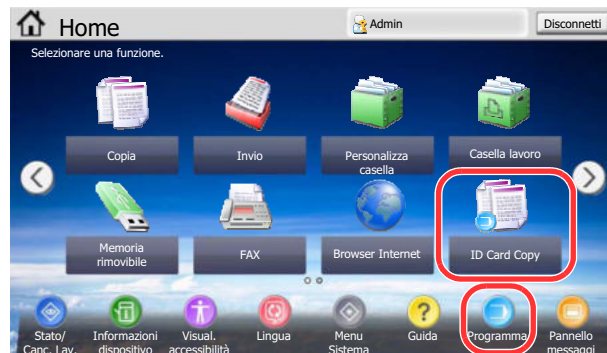 Home
Admin
Disconnetti
Selezionare una funzione.
Copia
Invio
Personalizza
casella
Casella lavoro
Memoria
rimovibile
FAX
Browser Internet
ID Card Copy
Stato/
Canc. Lav.
Informazioni
dispositivo
Visual.
accessibilità
Lingua
Menu
Sistema
Guida
Programma
Pannello
messaggi